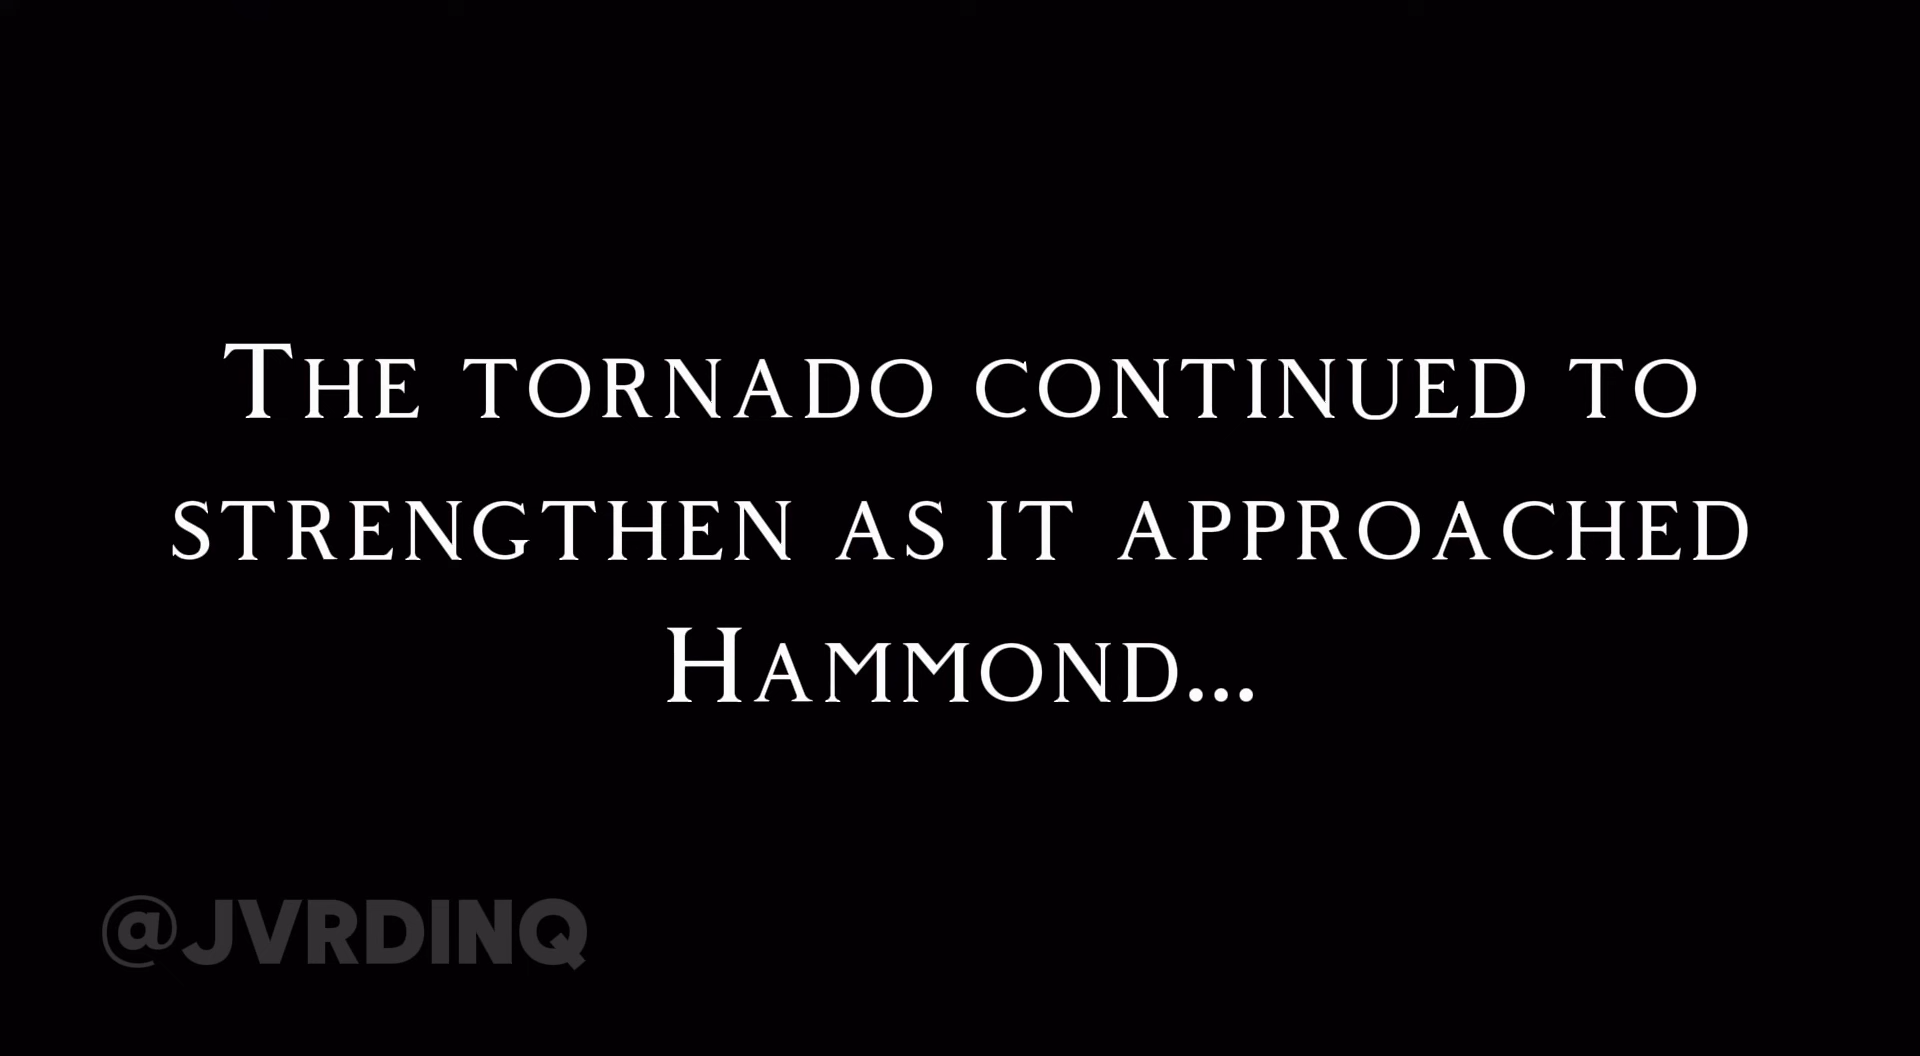 The tornado continued to
strengthen as it approached
Hammond...
@JVRDINQ